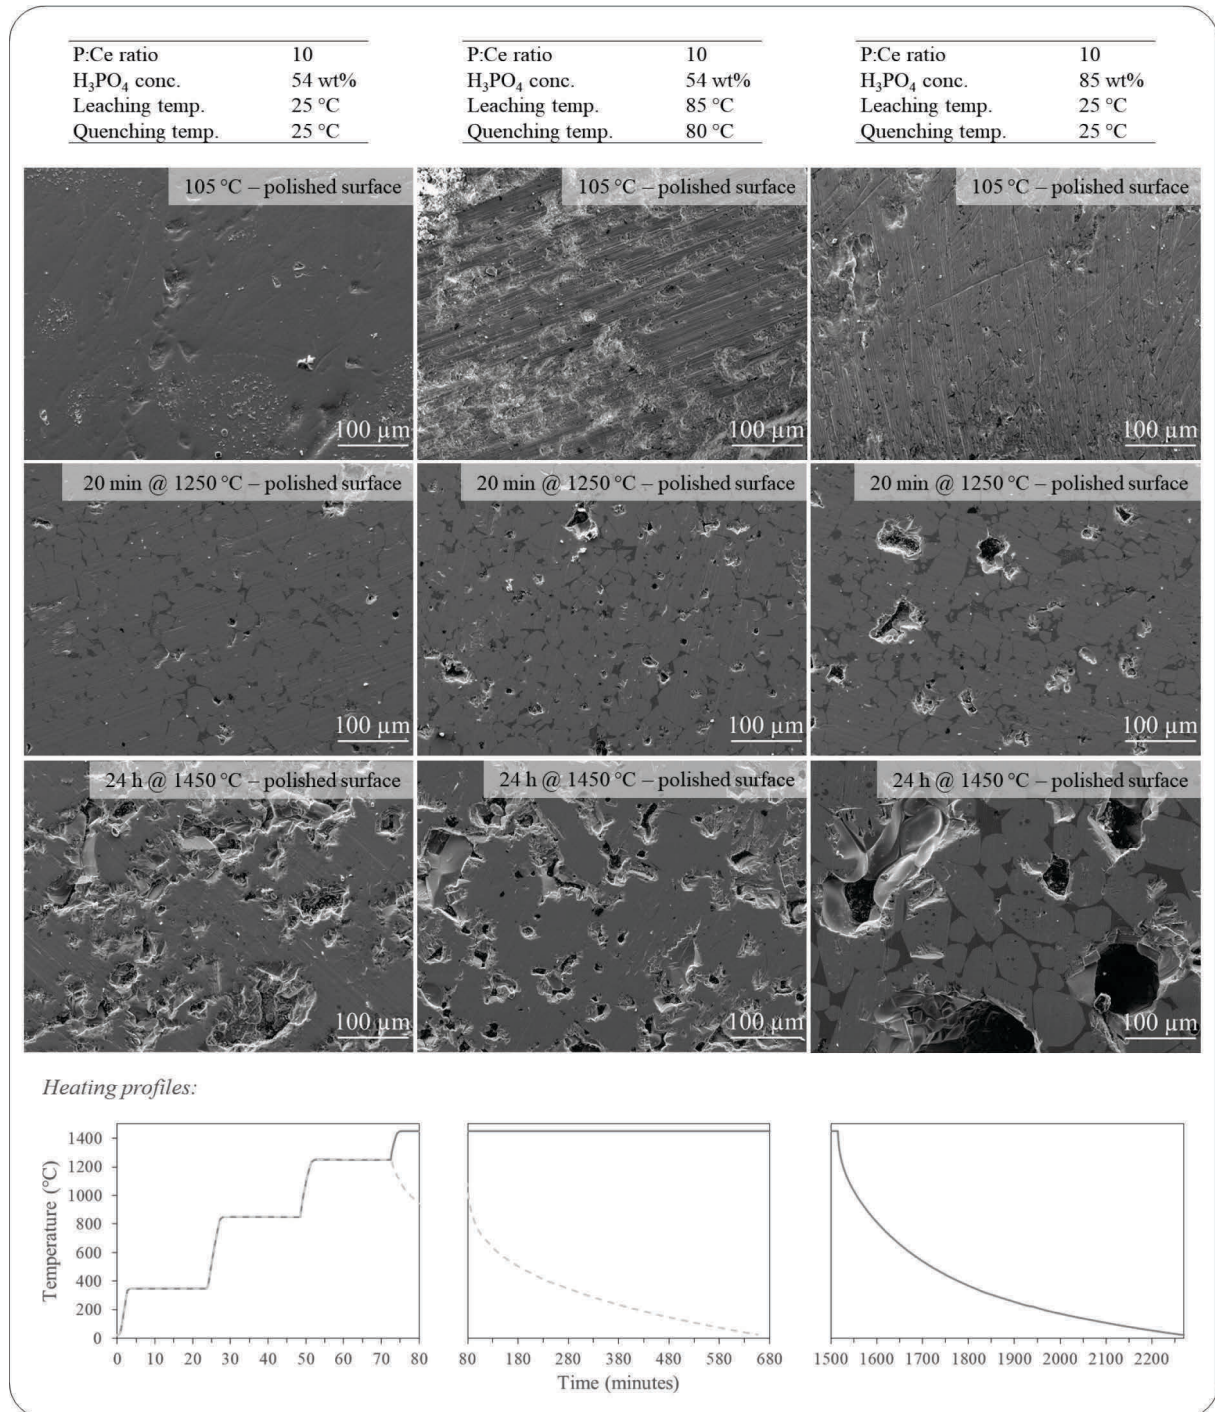 P:Ce ratio 10
H₃PO₄ conc. 54 wt%
Leaching temp. 25 °C
Quenching temp. 25 °C
P:Ce ratio 10
H₃PO₄ conc. 54 wt%
Leaching temp. 85 °C
Quenching temp. 80 °C
P:Ce ratio 10
H₃PO₄ conc. 85 wt%
Leaching temp. 25 °C
Quenching temp. 25 °C
105 °C – polished surface
100 µm
105 °C – polished surface
100 µm
105 °C – polished surface
100 µm
20 min @ 1250 °C – polished surface
100 µm
20 min @ 1250 °C – polished surface
100 µm
20 min @ 1250 °C – polished surface
100 µm
24 h @ 1450 °C – polished surface
100 µm
24 h @ 1450 °C – polished surface
100 µm
24 h @ 1450 °C – polished surface
100 µm
Heating profiles:
Temperature (°C)
1400
1200
1000
800
600
400
200
0
0 10 20 30 40 50 60 70 80
80 180 280 380 480 580 680
1500 1600 1700 1800 1900 2000 2100 2200
Time (minutes)